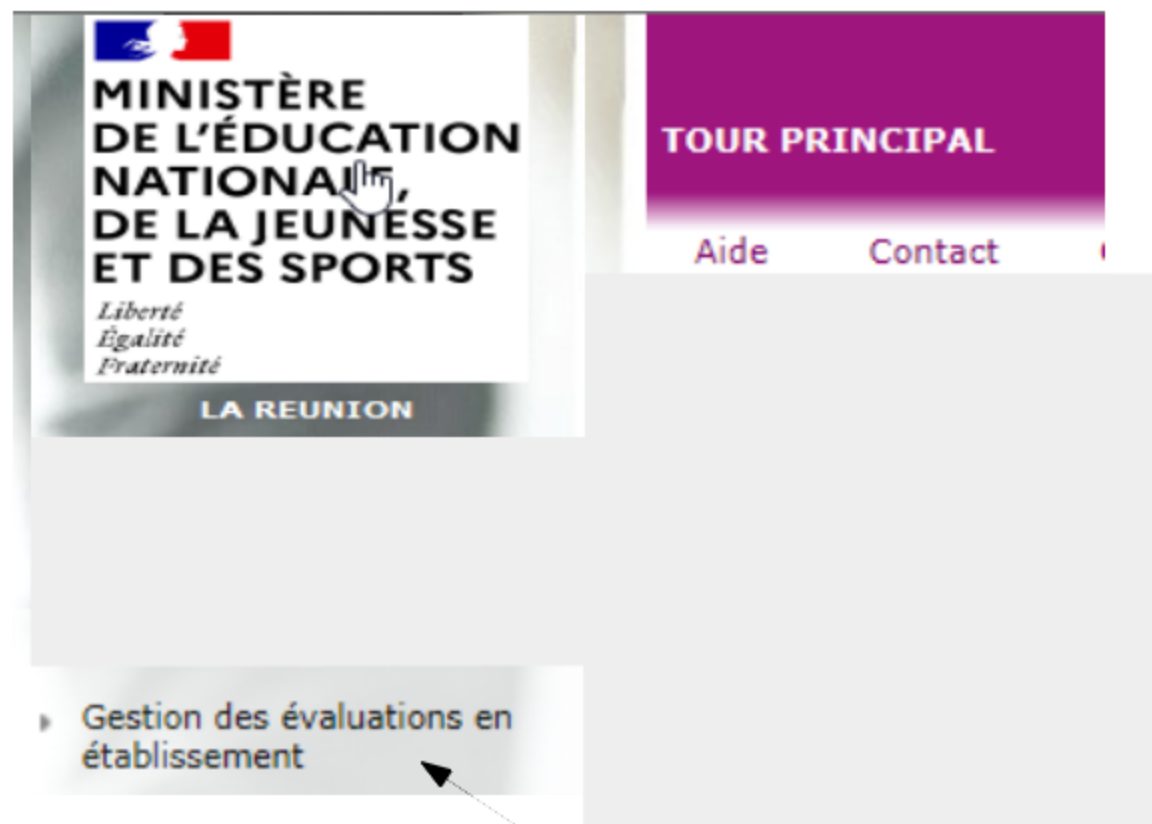 MINISTÈRE
DE L'ÉDUCATION
NATIONALE,
DE LA JEUNESSE
ET DES SPORTS
Liberté
Égalité
Fraternité
LA REUNION
TOUR PRINCIPAL
Aide Contact
Gestion des évaluations en
établissement